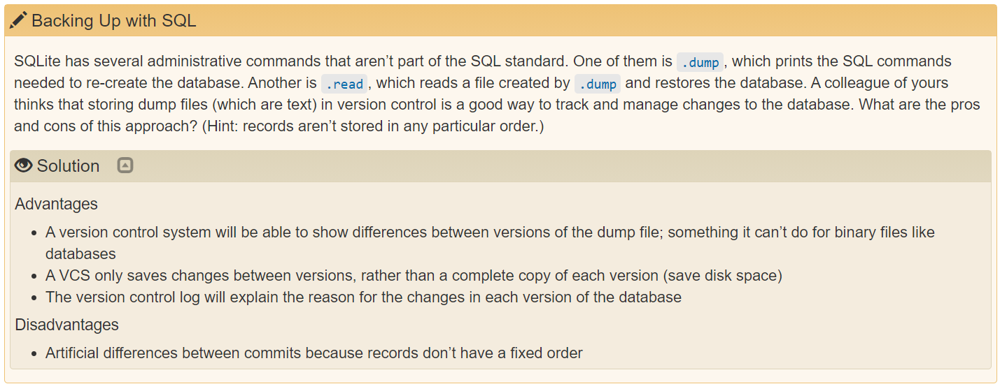 Backing Up with SQL
SQLite has several administrative commands that aren’t part of the SQL standard. One of them is .dump, which prints the SQL commands
needed to re-create the database. Another is .read, which reads a file created by .dump and restores the database. A colleague of yours
thinks that storing dump files (which are text) in version control is a good way to track and manage changes to the database. What are the pros
and cons of this approach? (Hint: records aren’t stored in any particular order.)
Solution
Advantages
• A version control system will be able to show differences between versions of the dump file; something it can’t do for binary files like
databases
• A VCS only saves changes between versions, rather than a complete copy of each version (save disk space)
• The version control log will explain the reason for the changes in each version of the database
Disadvantages
• Artificial differences between commits because records don’t have a fixed order